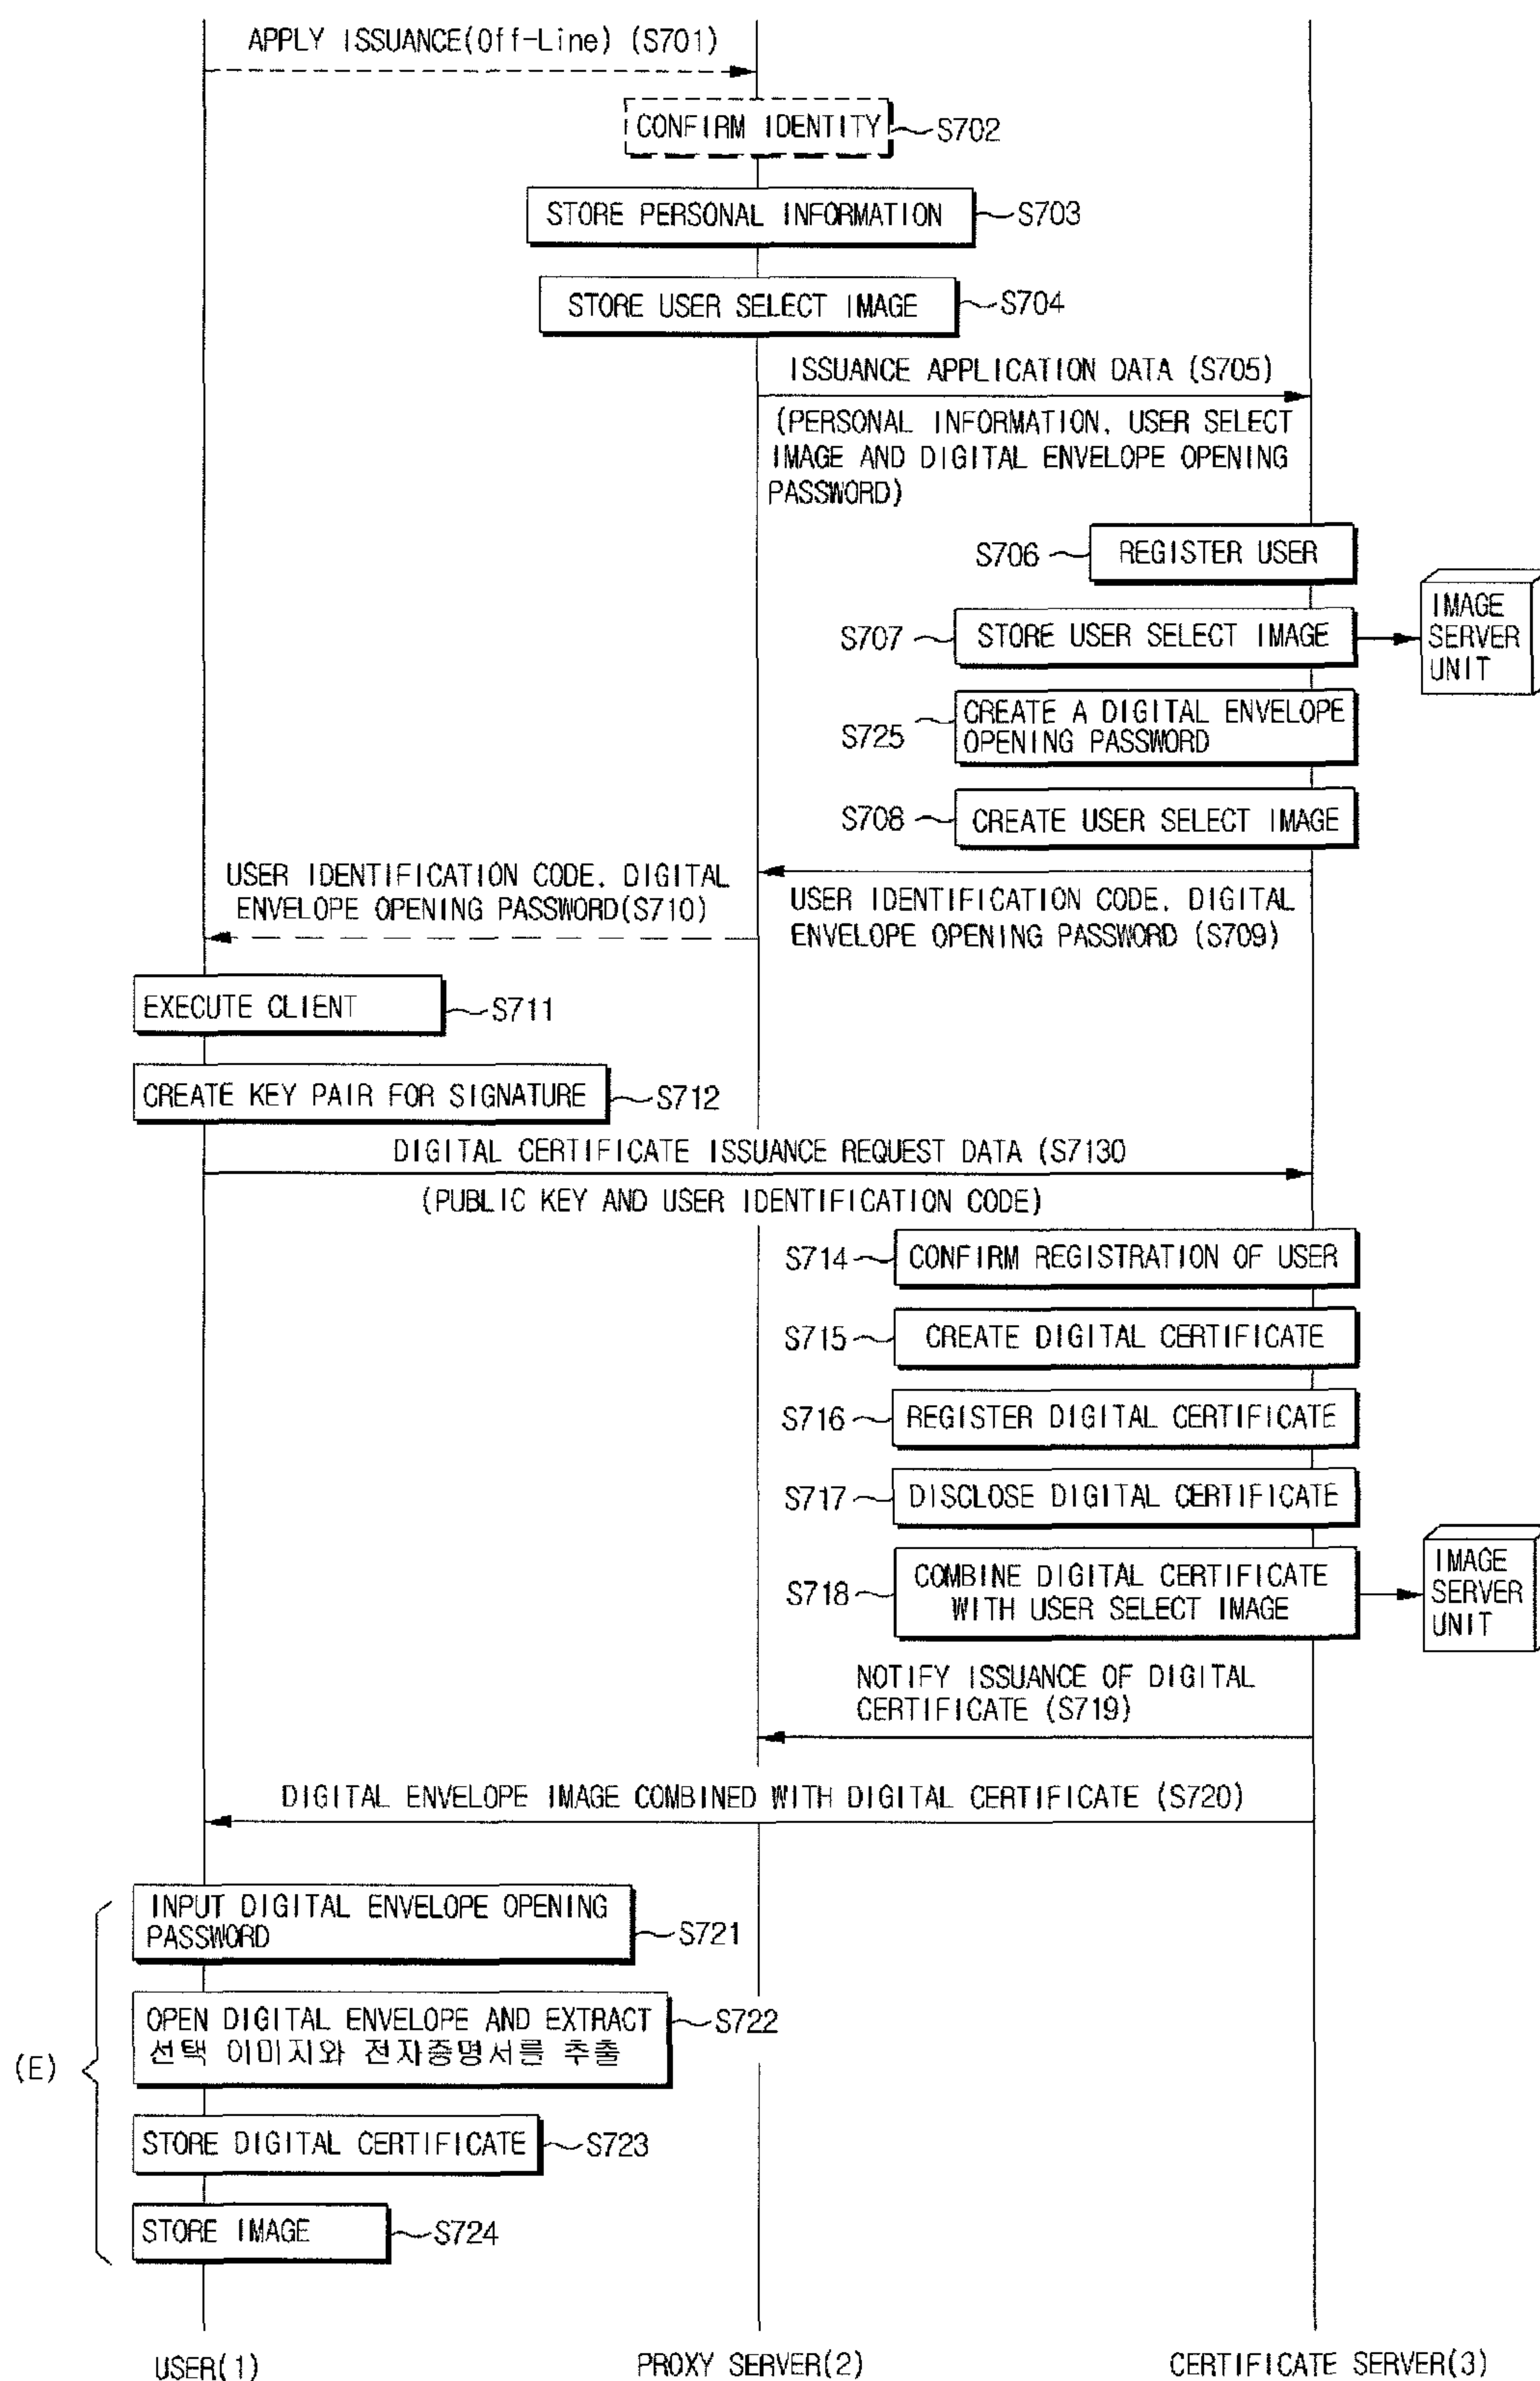 APPLY ISSUANCE(Off-Line) (S701)
CONFIRM IDENTITY
S702
STORE PERSONAL INFORMATION
S703
STORE USER SELECT IMAGE
S704
ISSUANCE APPLICATION DATA (S705)
(PERSONAL INFORMATION, USER SELECT
IMAGE AND DIGITAL ENVELOPE OPENING
PASSWORD)
S706
REGISTER USER
S707
STORE USER SELECT IMAGE
IMAGE
SERVER
UNIT
S725
CREATE A DIGITAL ENVELOPE
OPENING PASSWORD
S708
CREATE USER SELECT IMAGE
USER IDENTIFICATION CODE, DIGITAL
ENVELOPE OPENING PASSWORD(S710)
USER IDENTIFICATION CODE, DIGITAL
ENVELOPE OPENING PASSWORD (S709)
EXECUTE CLIENT
S711
CREATE KEY PAIR FOR SIGNATURE
S712
DIGITAL CERTIFICATE ISSUANCE REQUEST DATA (S7130
(PUBLIC KEY AND USER IDENTIFICATION CODE)
S714
CONFIRM REGISTRATION OF USER
S715
CREATE DIGITAL CERTIFICATE
S716
REGISTER DIGITAL CERTIFICATE
S717
DISCLOSE DIGITAL CERTIFICATE
S718
COMBINE DIGITAL CERTIFICATE
WITH USER SELECT IMAGE
IMAGE
SERVER
UNIT
NOTIFY ISSUANCE OF DIGITAL
CERTIFICATE (S719)
DIGITAL ENVELOPE IMAGE COMBINED WITH DIGITAL CERTIFICATE (S720)
(E)
INPUT DIGITAL ENVELOPE OPENING
PASSWORD
S721
OPEN DIGITAL ENVELOPE AND EXTRACT
선택 이미지와 전자증명서를 추출
S722
STORE DIGITAL CERTIFICATE
S723
STORE IMAGE
S724
USER(1)
PROXY SERVER(2)
CERTIFICATE SERVER(3)